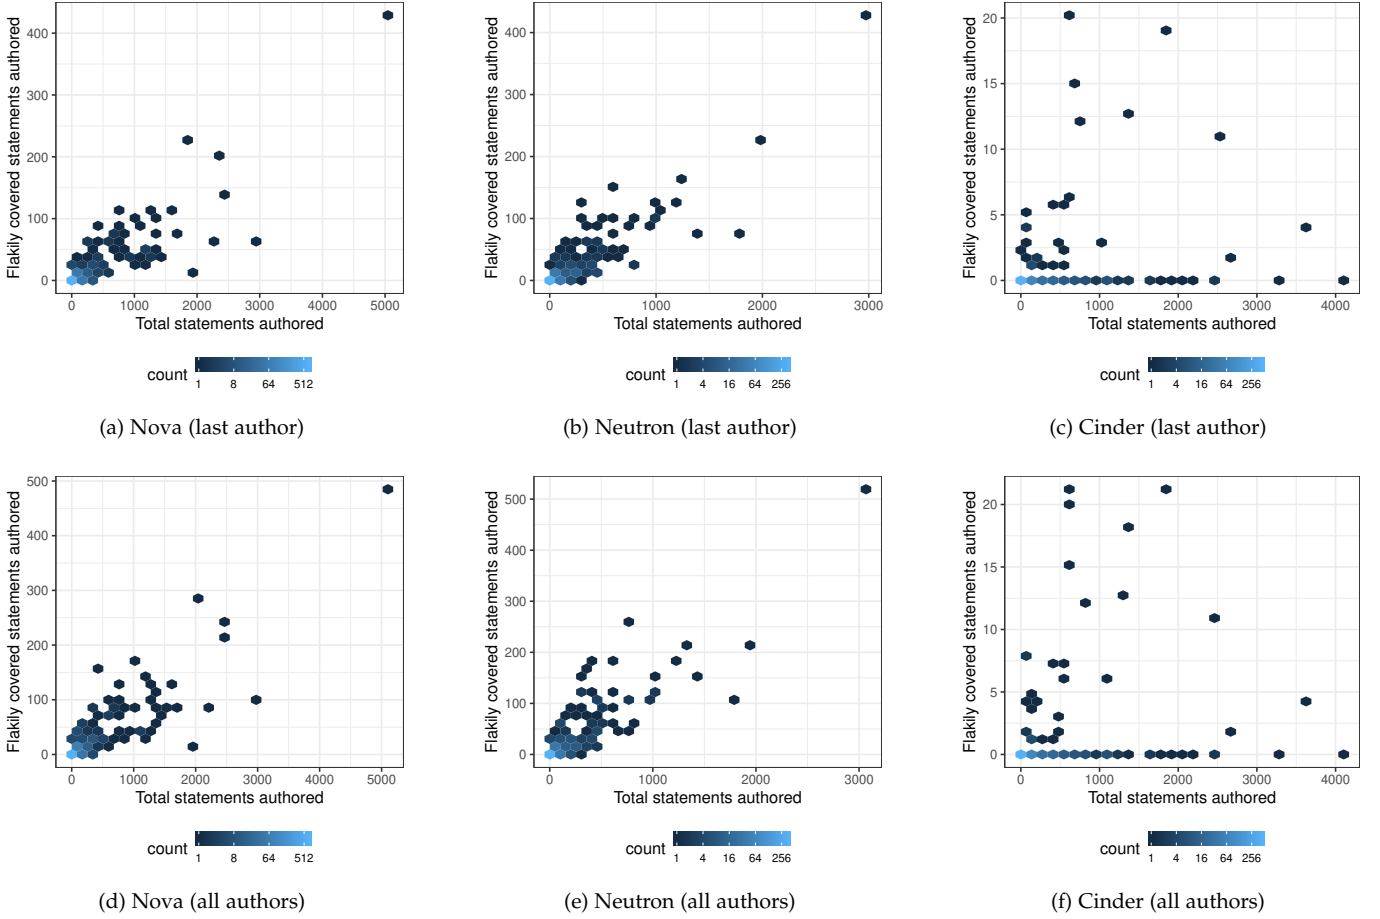 Flakily covered statements authored
400
300
200
100
0
0 1000 2000 3000 4000 5000
Total statements authored
count
1 8 64 512
(a) Nova (last author)
Flakily covered statements authored
400
300
200
100
0
0 1000 2000 3000
Total statements authored
count
1 4 16 64 256
(b) Neutron (last author)
Flakily covered statements authored
20
15
10
5
0
0 1000 2000 3000 4000
Total statements authored
count
1 4 16 64 256
(c) Cinder (last author)
Flakily covered statements authored
500
400
300
200
100
0
0 1000 2000 3000 4000 5000
Total statements authored
count
1 8 64 512
(d) Nova (all authors)
Flakily covered statements authored
500
400
300
200
100
0
0 1000 2000 3000
Total statements authored
count
1 4 16 64 256
(e) Neutron (all authors)
Flakily covered statements authored
20
15
10
5
0
0 1000 2000 3000 4000
Total statements authored
count
1 4 16 64 256
(f) Cinder (all authors)